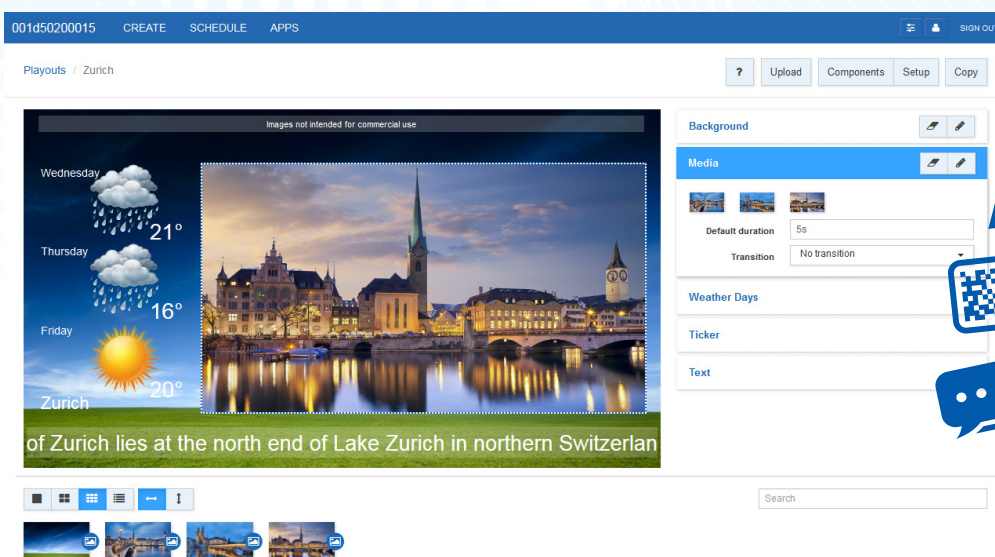 001d50200015 CREATE SCHEDULE APPS SIGN OU
Playouts / Zurich
? Upload Components Setup Copy
Images not intended for commercial use
Wednesday
21°
Thursday
16°
Friday
20°
Zurich
of Zurich lies at the north end of Lake Zurich in northern Switzerlan
Background
Media
Default duration 5s
Transition No transition
Weather Days
Ticker
Text
Search